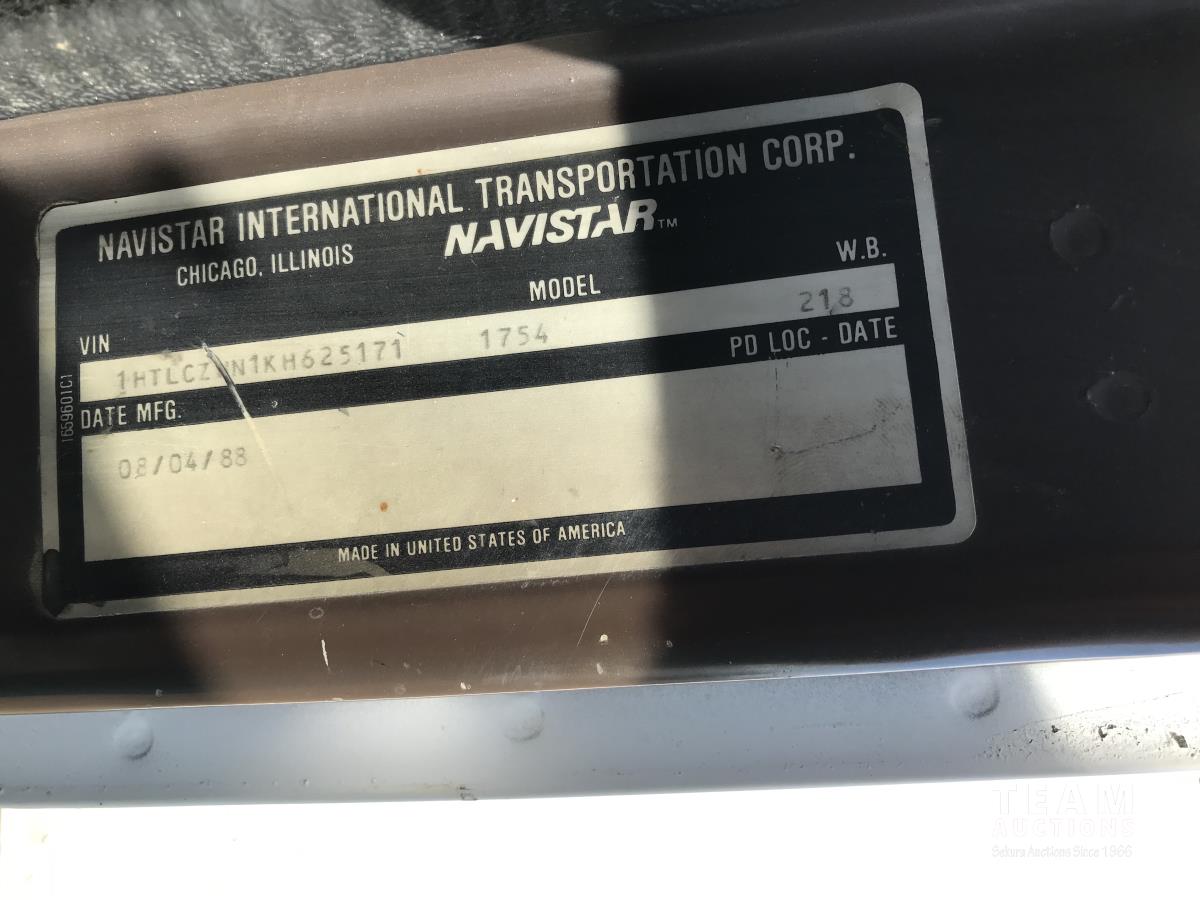 NAVISTAR INTERNATIONAL TRANSPORTATION CORP.
CHICAGO, ILLINOIS
NAVISTAR™
VIN
MODEL
W.B.
1754
218
DATE MFG.
PD LOC - DATE
08/04/88
1659601C1
MADE IN UNITED STATES OF AMERICA
TEAM
AUCTIONS
Sekura Auctions Since 1966